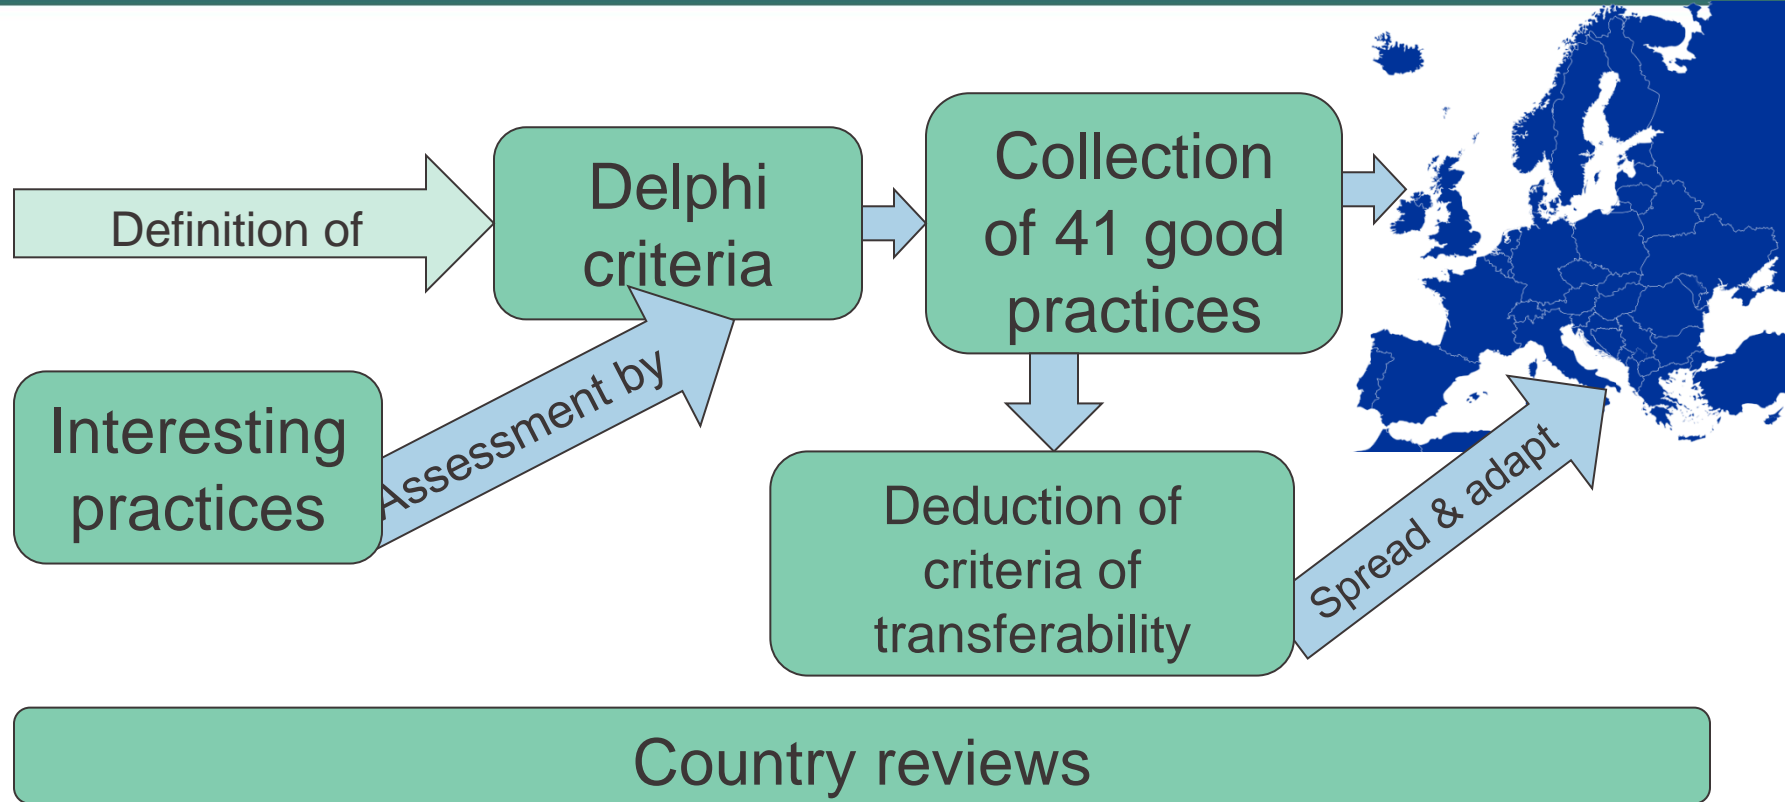 Definition of
Delphi
criteria
Collection
of 41 good
practices
Interesting
practices
Assessment by
Deduction of
criteria of
transferability
Spread & adapt
Country reviews